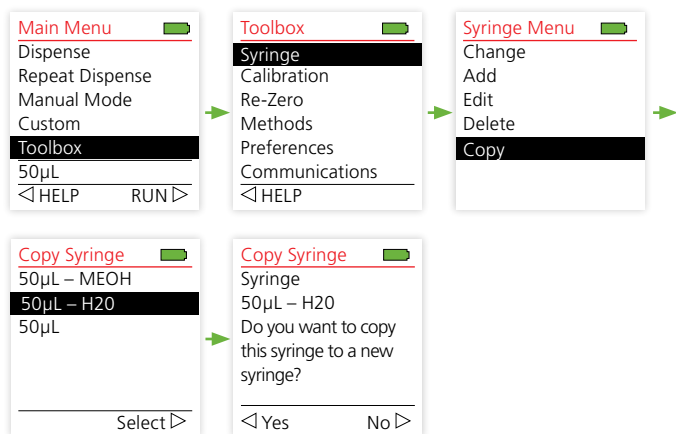 Main Menu
Dispense
Repeat Dispense
Manual Mode
Custom
Toolbox
50µL
HELP RUN
Toolbox
Syringe
Calibration
Re-Zero
Methods
Preferences
Communications
HELP
Syringe Menu
Change
Add
Edit
Delete
Copy
Copy Syringe
50µL – MEOH
50µL – H20
50µL
Select
Copy Syringe
Syringe
50µL – H20
Do you want to copy
this syringe to a new
syringe?
Yes No